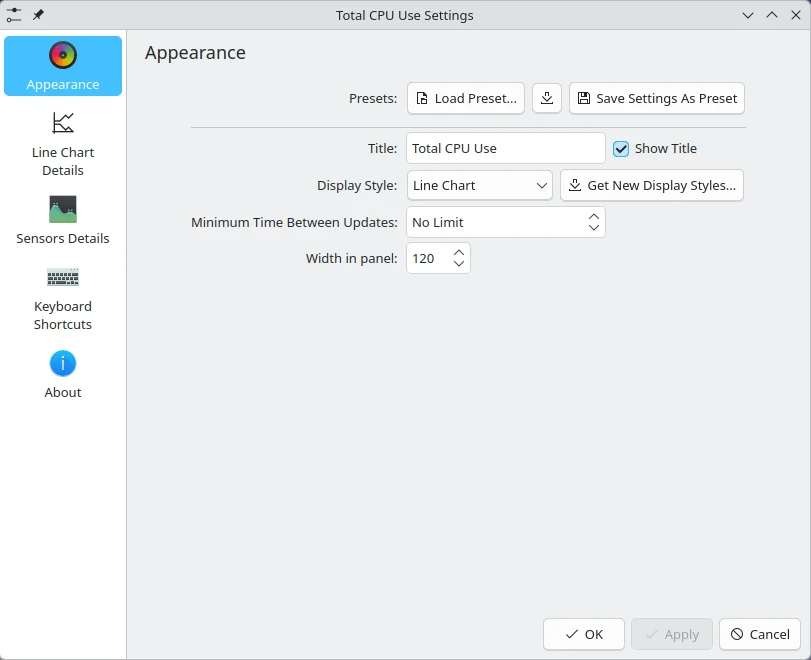 Total CPU Use Settings
Appearance
Line Chart
Details
Sensors Details
Keyboard
Shortcuts
About
Appearance
Presets: Load Preset... Save Settings As Preset
Title: Total CPU Use Show Title
Display Style: Line Chart Get New Display Styles...
Minimum Time Between Updates: No Limit
Width in panel: 120
OK Apply Cancel